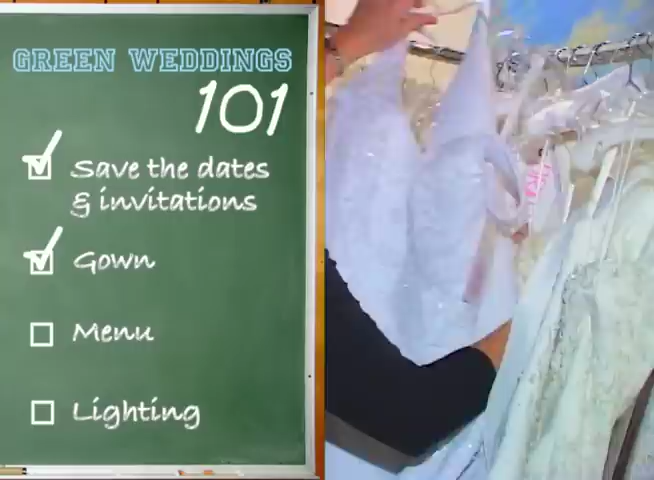 GREEN WEDDINGS
101
Save the dates
& invitations
Gown
Menu
Lighting